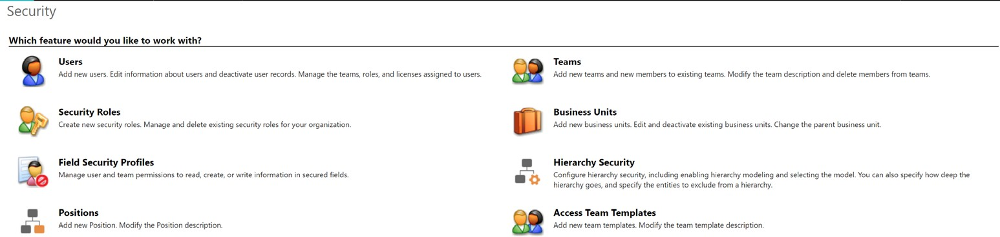 Security
Which feature would you like to work with?
Users
Add new users. Edit information about users and deactivate user records. Manage the teams, roles, and licenses assigned to users.
Teams
Add new teams and new members to existing teams. Modify the team description and delete members from teams.
Security Roles
Create new security roles. Manage and delete existing security roles for your organization.
Business Units
Add new business units. Edit and deactivate existing business units. Change the parent business unit.
Field Security Profiles
Manage user and team permissions to read, create, or write information in secured fields.
Hierarchy Security
Configure hierarchy security, including enabling hierarchy modeling and selecting the model. You can also specify how deep the
hierarchy goes, and specify the entities to exclude from a hierarchy.
Positions
Add new Position. Modify the Position description.
Access Team Templates
Add new team templates. Modify the team template description.